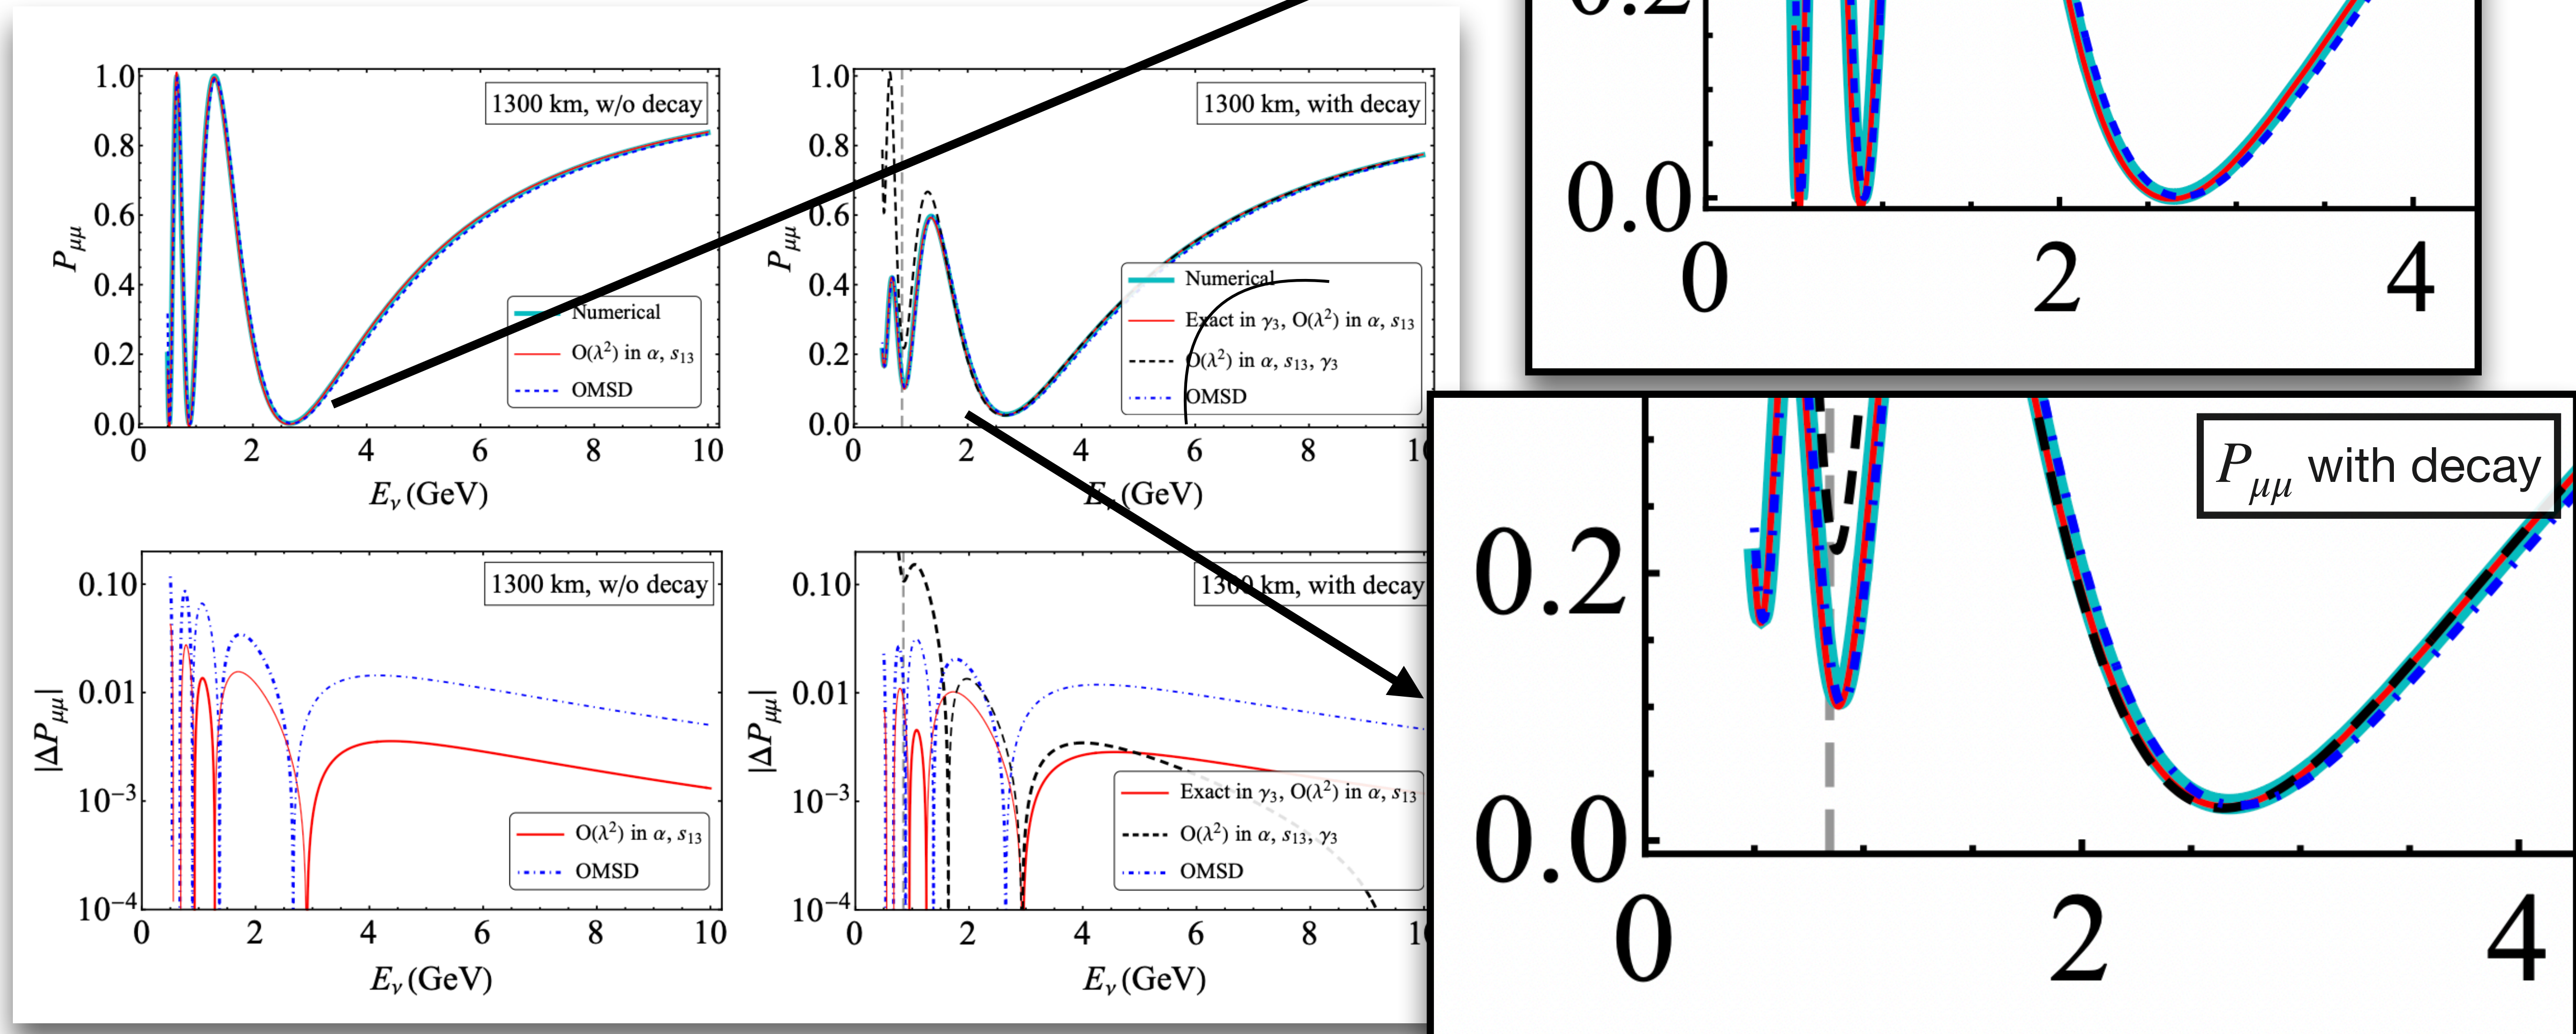 1.0
0.8
0.6
0.4
0.2
0.0
0 2 4 6 8 10
P_μμ
E_ν (GeV)
1300 km, w/o decay
Numerical
O(λ²) in α, s₁₃
OMSD
1.0
0.8
0.6
0.4
0.2
0.0
0 2 4 6 8
P_μμ
E_ν (GeV)
1300 km, with decay
Numerical
Exact in γ₃, O(λ²) in α, s₁₃
O(λ²) in α, s₁₃, γ₃
OMSD
0.10
0.01
10⁻³
10⁻⁴
0 2 4 6 8 10
|ΔP_μμ|
E_ν (GeV)
1300 km, w/o decay
O(λ²) in α, s₁₃
OMSD
0.10
0.01
10⁻³
10⁻⁴
0 2 4 6 8
|ΔP_μμ|
E_ν (GeV)
1300 km, with decay
Exact in γ₃, O(λ²) in α, s₁₃
O(λ²) in α, s₁₃, γ₃
OMSD
0.2
0.0
0 2 4
P_μμ with decay
0.2
0.0
0 2 4